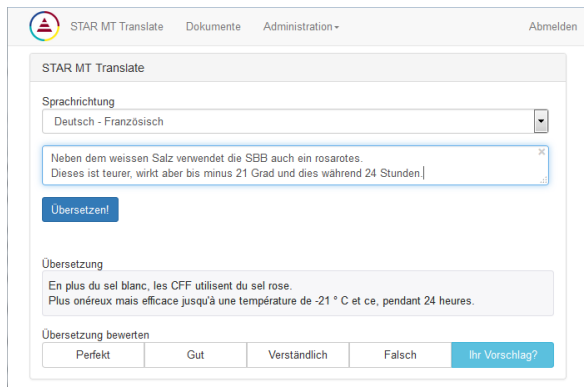 STAR MT Translate Dokumente Administration Abmelden
STAR MT Translate
Sprachrichtung
Deutsch - Französisch
Neben dem weissen Salz verwendet die SBB auch ein rosarotes.
Dieses ist teurer, wirkt aber bis minus 21 Grad und dies während 24 Stunden.
Übersetzen!
Übersetzung
En plus du sel blanc, les CFF utilisent du sel rose.
Plus onéreux mais efficace jusqu'à une température de -21 ° C et ce, pendant 24 heures.
Übersetzung bewerten
Perfekt Gut Verständlich Falsch Ihr Vorschlag?